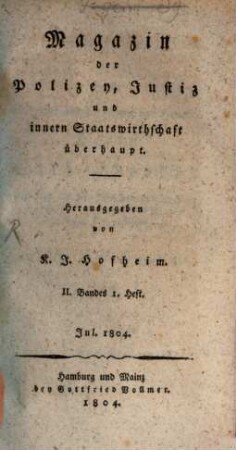 Magazin
der
Polizey, Justiz
und
innern Staatswirthschaft
überhaupt.
Herausgegeben
von
K. J. Hofheim.
II. Bandes 1. Heft.
Jul. 1804.
Hamburg und Mainz
bey Gottfried Vollmer.
1804.